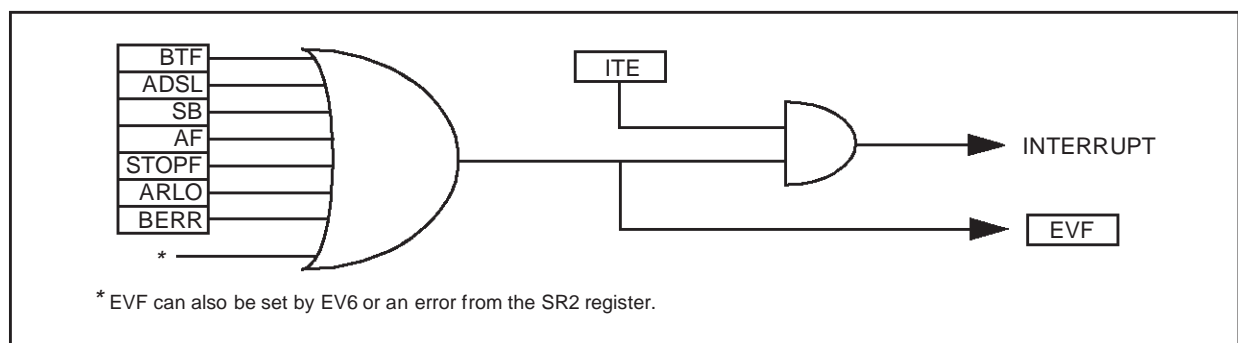 BTF
ADSL
SB
AF
STOPF
ARLO
BERR
*
ITE
INTERRUPT
EVF
* EVF can also be set by EV6 or an error from the SR2 register.